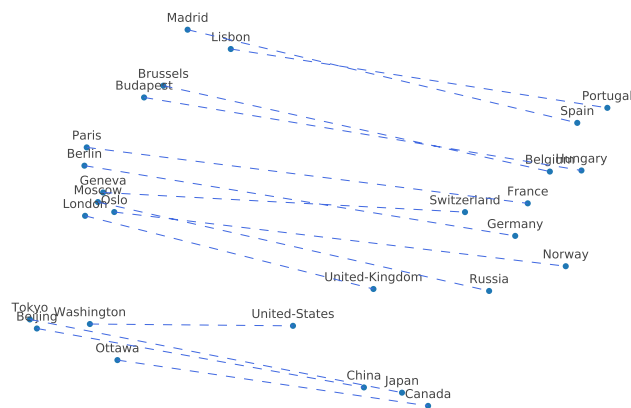 Madrid
Lisbon
Brussels
Budapest
Portugal
Spain
Paris
Berlin
Belgium
Hungary
Geneva
Moscow
Oslo
London
France
Switzerland
Germany
Norway
United-Kingdom
Russia
Tokyo
Beijing
Washington
United-States
Ottawa
China
Japan
Canada